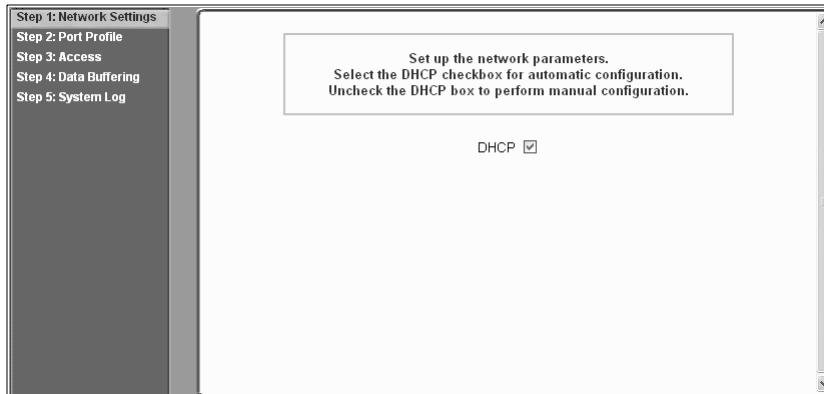 Step 1: Network Settings
Step 2: Port Profile
Step 3: Access
Step 4: Data Buffering
Step 5: System Log
Set up the network parameters.
Select the DHCP checkbox for automatic configuration.
Uncheck the DHCP box to perform manual configuration.
DHCP